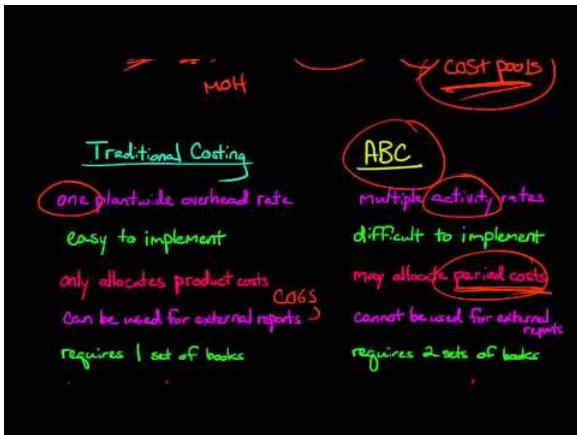 cost pools
MOH
Traditional Costing
ABC
one plantwide overhead rate
multiple activity rates
easy to implement
difficult to implement
only allocates product costs
may allocate period costs
COGS
can be used for external reports
cannot be used for external reports
requires 1 set of books
requires 2 sets of books